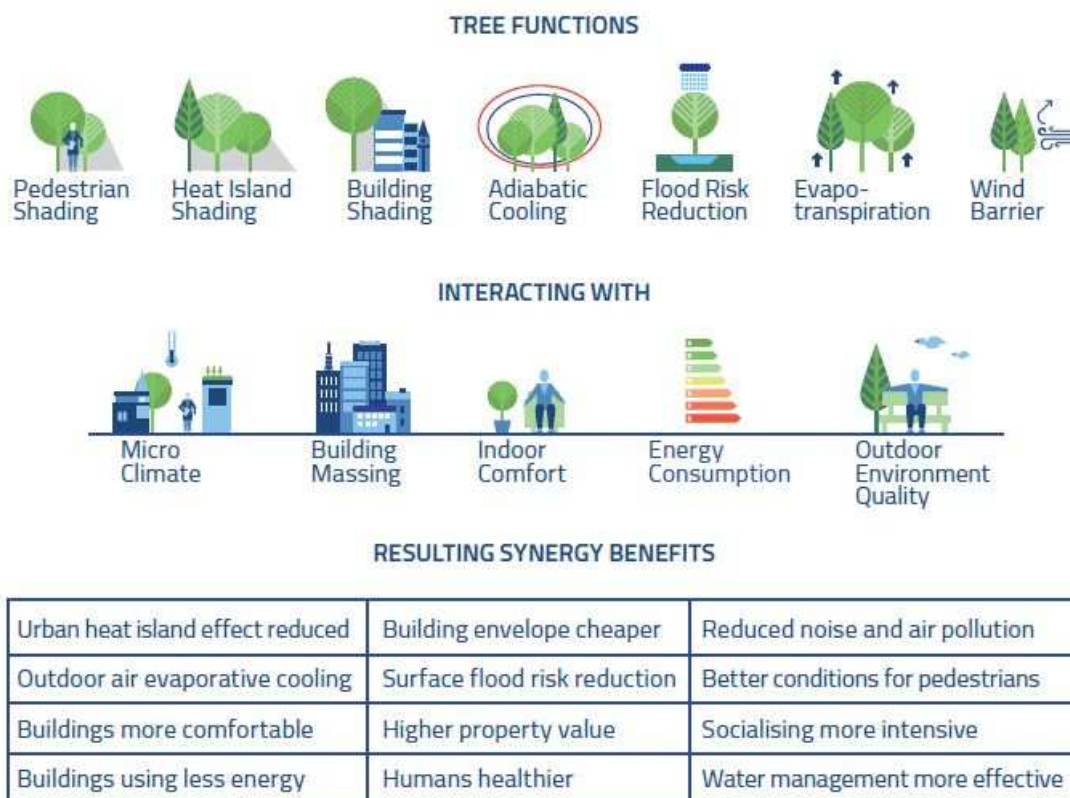 TREE FUNCTIONS
Pedestrian
Shading
Heat Island
Shading
Building
Shading
Adiabatic
Cooling
Flood Risk
Reduction
Evapo-
transpiration
Wind
Barrier
INTERACTING WITH
Micro
Climate
Building
Massing
Indoor
Comfort
Energy
Consumption
Outdoor
Environment
Quality
RESULTING SYNERGY BENEFITS
Urban heat island effect reduced
Building envelope cheaper
Reduced noise and air pollution
Outdoor air evaporative cooling
Surface flood risk reduction
Better conditions for pedestrians
Buildings more comfortable
Higher property value
Socialising more intensive
Buildings using less energy
Humans healthier
Water management more effective